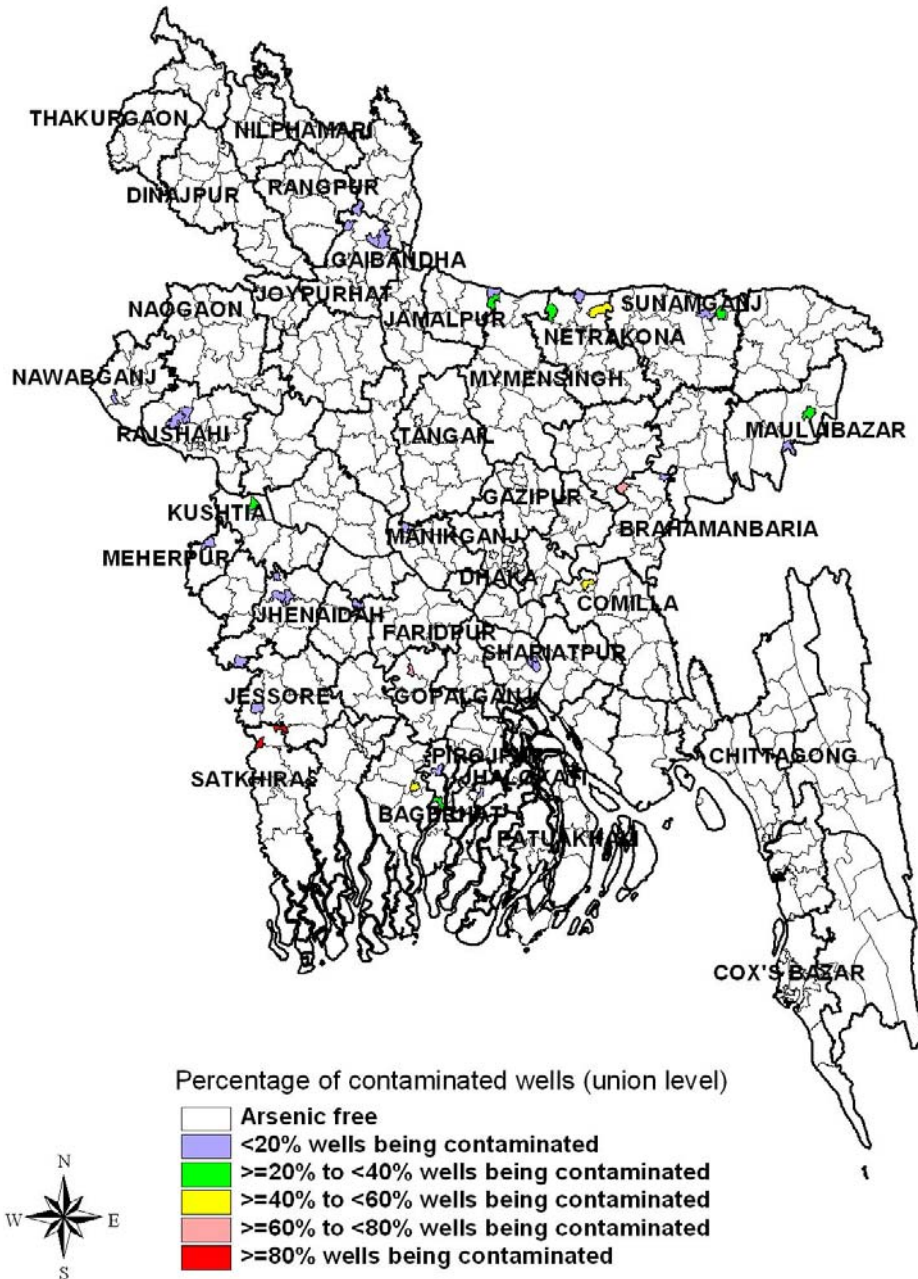 THAKURGAON
NILPHAMARI
DINAJPUR
RANGPUR
GAIBANDHA
JOYPURHAT
NAOGAON
JAMALPUR
SUNAMGANJ
NETRAKONA
NAWABGANJ
MYMENSINGH
RAJSHAHI
TANGAIL
MAULVIBAZAR
GAZIPUR
KUSHTIA
MANIKGANJ
BRAHAMANBARIA
MEHERPUR
DHAKA
JHENAIDAH
COMILLA
FARIDPUR
SHARIATPUR
JESSORE
GOPALGANJ
PIROJPUR
CHITTAGONG
SATKHIRA
JHALOKATI
BAGERHAT
PATUAKHALI
COX'S BAZAR
Percentage of contaminated wells (union level)
Arsenic free
<20% wells being contaminated
>=20% to <40% wells being contaminated
>=40% to <60% wells being contaminated
>=60% to <80% wells being contaminated
>=80% wells being contaminated
N
W E
S